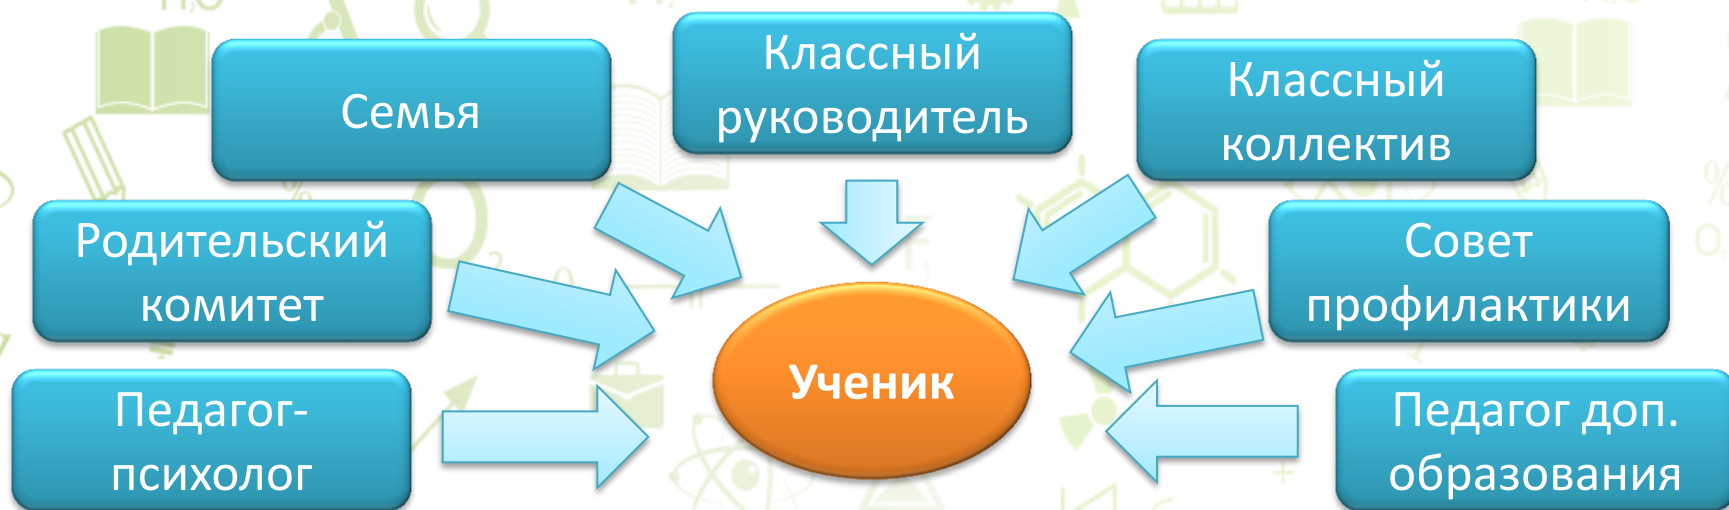 Классный
руководитель
Семья
Классный
коллектив
Родительский
комитет
Совет
профилактики
Ученик
Педагог-
психолог
Педагог доп.
образования